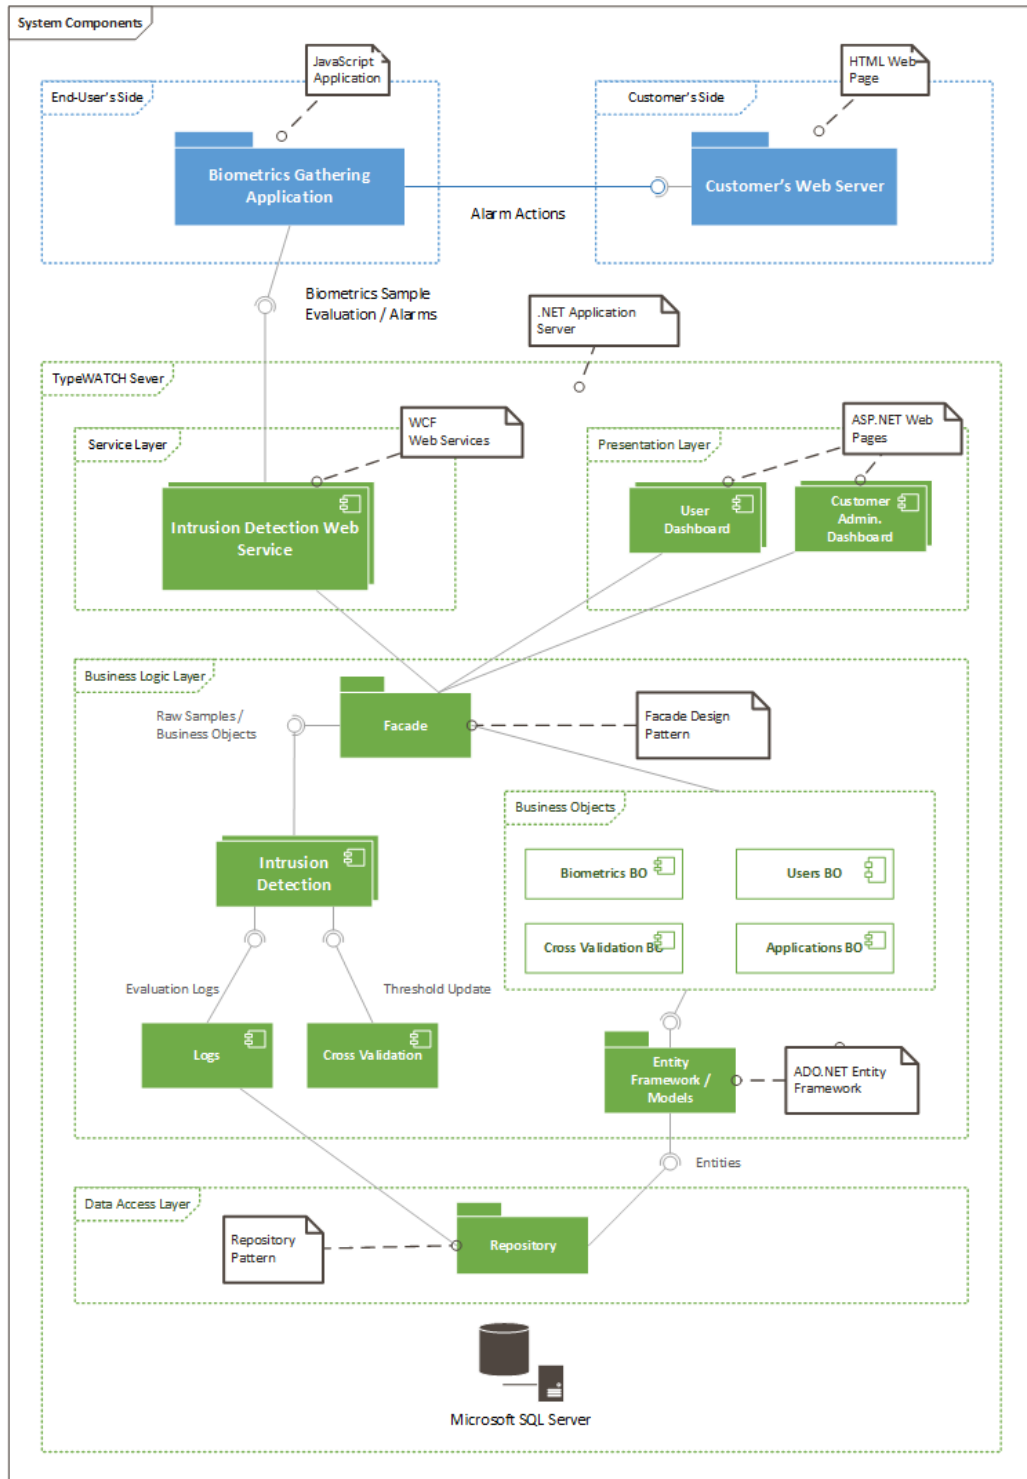 System Components
JavaScript
Application
HTML Web
Page
End-User's Side
Customer's Side
Biometrics Gathering
Application
Customer's Web Server
Alarm Actions
Biometrics Sample
Evaluation / Alarms
.NET Application
Server
TypeWATCH Sever
WCF
Web Services
ASP.NET Web
Pages
Service Layer
Presentation Layer
Intrusion Detection Web
Service
User
Dashboard
Customer
Admin.
Dashboard
Business Logic Layer
Raw Samples /
Business Objects
Facade
Facade Design
Pattern
Business Objects
Intrusion
Detection
Biometrics BO
Users BO
Cross Validation BO
Applications BO
Evaluation Logs
Threshold Update
Logs
Cross Validation
Entity
Framework /
Models
ADO.NET Entity
Framework
Entities
Data Access Layer
Repository
Pattern
Repository
Microsoft SQL Server